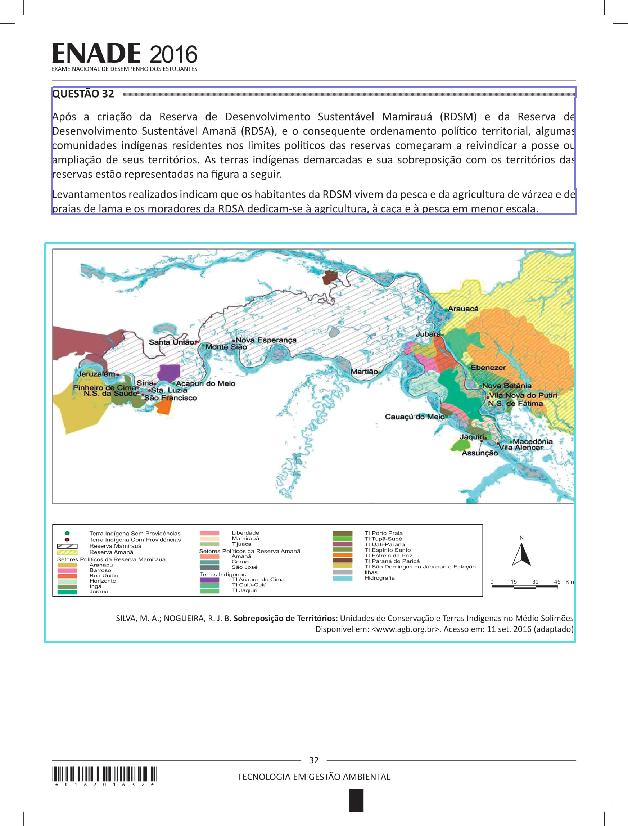 ENADE 2016
EXAME NACIONAL DE DESEMPENHO DOS ESTUDANTES
QUESTÃO 32
Após a criação da Reserva de Desenvolvimento Sustentável Mamirauá (RDSM) e da Reserva de
Desenvolvimento Sustentável Amanã (RDSA), e o consequente ordenamento político territorial, algumas
comunidades indígenas residentes nos limites políticos das reservas começaram a reivindicar a posse ou
ampliação de seus territórios. As terras indígenas demarcadas e sua sobreposição com os territórios das
reservas estão representadas na figura a seguir.
Levantamentos realizados indicam que os habitantes da RDSM vivem da pesca e da agricultura de várzea e de
praias de lama e os moradores da RDSA dedicam-se à agricultura, à caça e à pesca em menor escala.
Arauacá
Jubará
Santa União
Nova Esperança
Monte Sião
Ebenezer
Jeruzalém
Martião
Síria
Acapuri do Meio
Nova Betânia
Pinheiro de Cima
Sta. Luzia
Vila Nova do Putiri
N.S. da Saúde
São Francisco
N.S. de Fátima
Cauaçú do Meio
Jaquiri
Macedônia
Vila Alencar
Assunção
Terra Indígena Sem Providências
Terra Indígena Com Providências
Reserva Mamirauá
Reserva Amanã
Setores Políticos da Reserva Mamirauá
Aranapu
Barroso
Boa União
Horizonte
Ingá
Jarauá
Liberdade
Mamirauá
Tijuaca
Setores Políticos da Reserva Amanã
Amanã
Coraci
São José
Terras Indígenas
TI Acapuri de Cima
TI Cuiú-Cuiú
TI Jaquiri
TI Porto Praia
TI Tupã-Supé
TI Uati-Paraná
TI Espírito Santo
TI Estrela da Paz
TI Paraná do Paricá
Ilhas
Hidrografia
N
0 15 30 45 Km
SILVA, M. A.; NOGUEIRA, R. J. B. Sobreposição de Territórios: Unidades de Conservação e Terras Indígenas no Médio Solimões.
Disponível em: <www.agb.org.br>. Acesso em: 11 set. 2016 (adaptado)
32
TECNOLOGIA EM GESTÃO AMBIENTAL